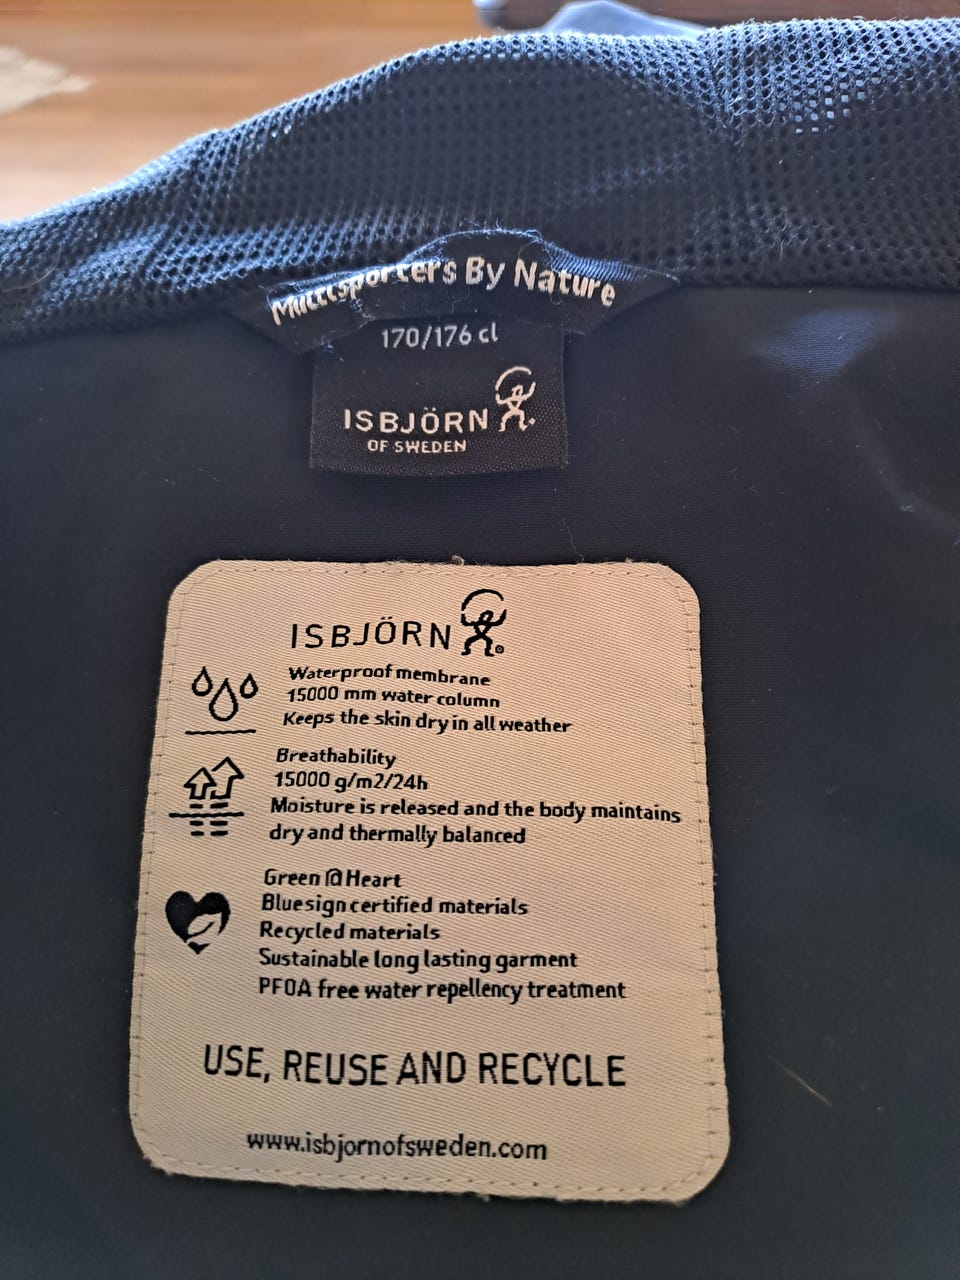 Multisporters By Nature
170/176 cl
ISBJÖRN
OF SWEDEN
ISBJÖRN
Waterproof membrane
15000 mm water column
Keeps the skin dry in all weather
Breathability
15000 g/m2/24h
Moisture is released and the body maintains
dry and thermally balanced
Green @ Heart
Bluesign certified materials
Recycled materials
Sustainable long lasting garment
PFOA free water repellency treatment
USE, REUSE AND RECYCLE
www.isbjornofsweden.com